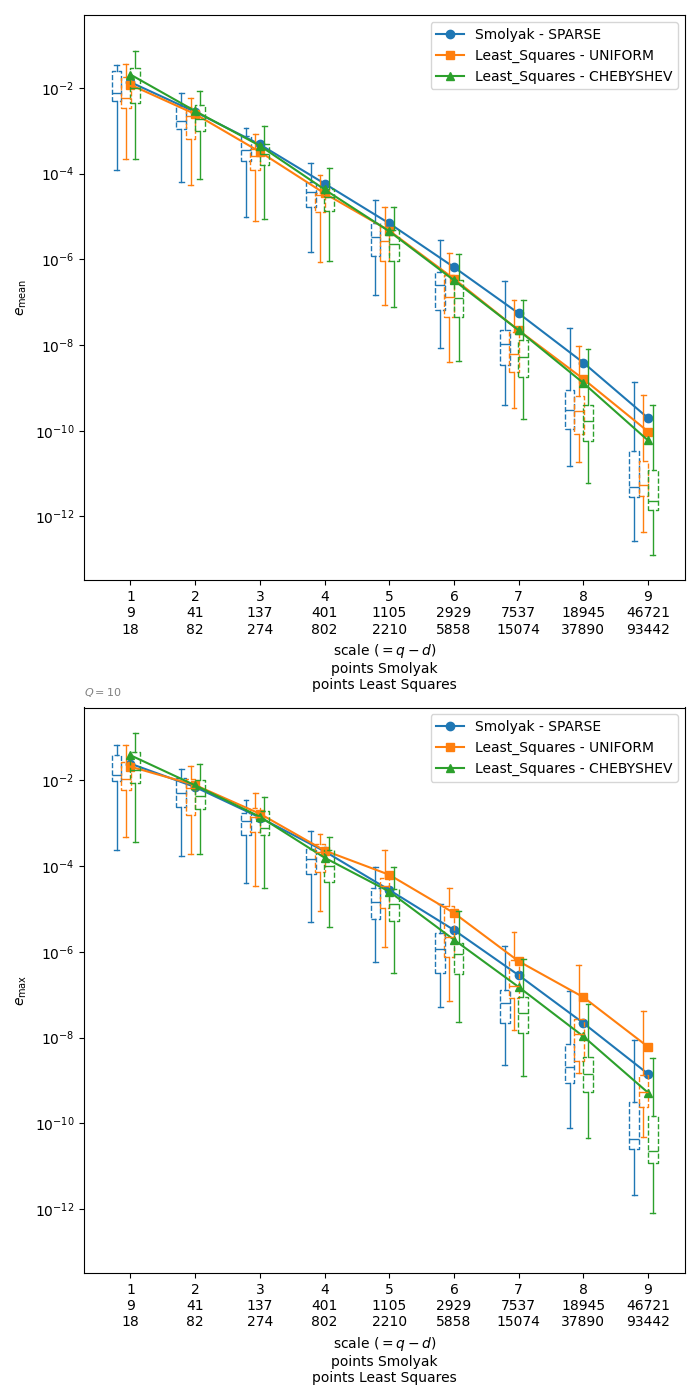 Smolyak - SPARSE
Least_Squares - UNIFORM
Least_Squares - CHEBYSHEV
10⁻²
10⁻⁴
10⁻⁶
10⁻⁸
10⁻¹⁰
10⁻¹²
e_mean
1 2 3 4 5 6 7 8 9
9 41 137 401 1105 2929 7537 18945 46721
18 82 274 802 2210 5858 15074 37890 93442
scale (= q − d)
points Smolyak
points Least Squares
Q = 10
Smolyak - SPARSE
Least_Squares - UNIFORM
Least_Squares - CHEBYSHEV
10⁻²
10⁻⁴
10⁻⁶
10⁻⁸
10⁻¹⁰
10⁻¹²
e_max
1 2 3 4 5 6 7 8 9
9 41 137 401 1105 2929 7537 18945 46721
18 82 274 802 2210 5858 15074 37890 93442
scale (= q − d)
points Smolyak
points Least Squares